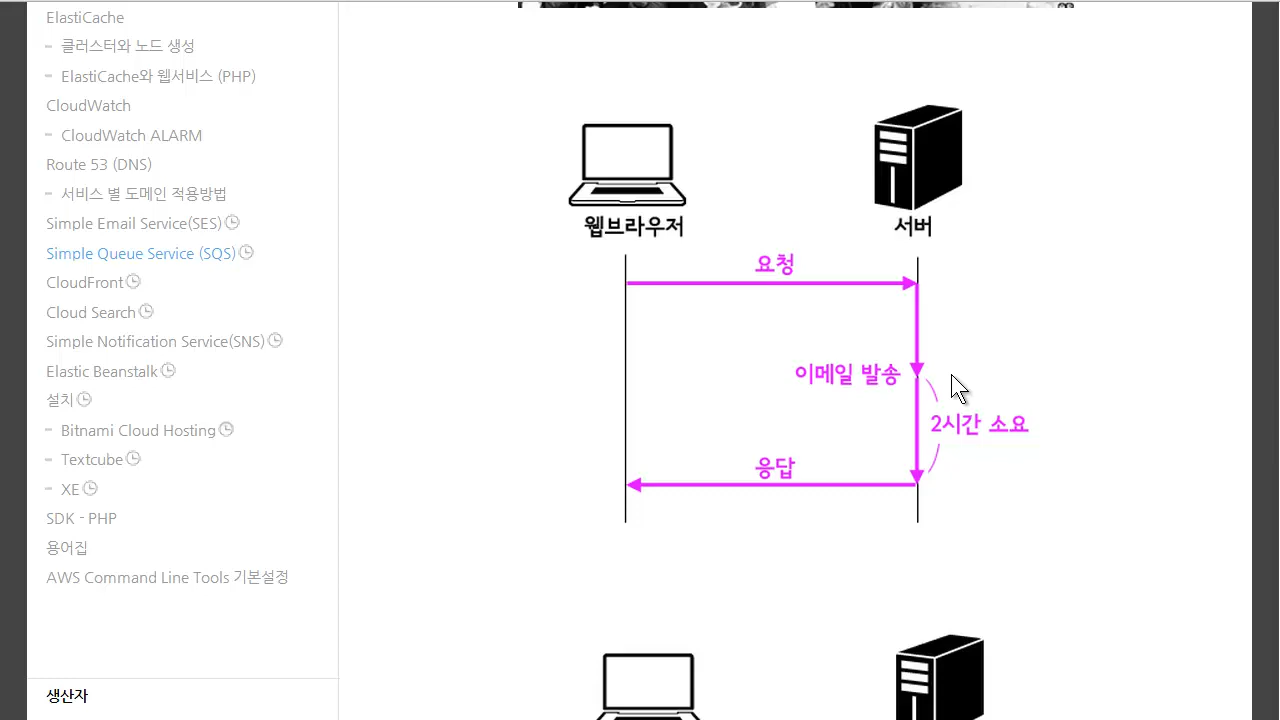 ElastiCache
클러스터와 노드 생성
ElastiCache와 웹서비스 (PHP)
CloudWatch
CloudWatch ALARM
Route 53 (DNS)
서비스 별 도메인 적용방법
Simple Email Service(SES)
Simple Queue Service (SQS)
CloudFront
Cloud Search
Simple Notification Service(SNS)
Elastic Beanstalk
설치
Bitnami Cloud Hosting
Textcube
XE
SDK - PHP
용어집
AWS Command Line Tools 기본설정
생산자
웹브라우저
서버
요청
이메일 발송
2시간 소요
응답